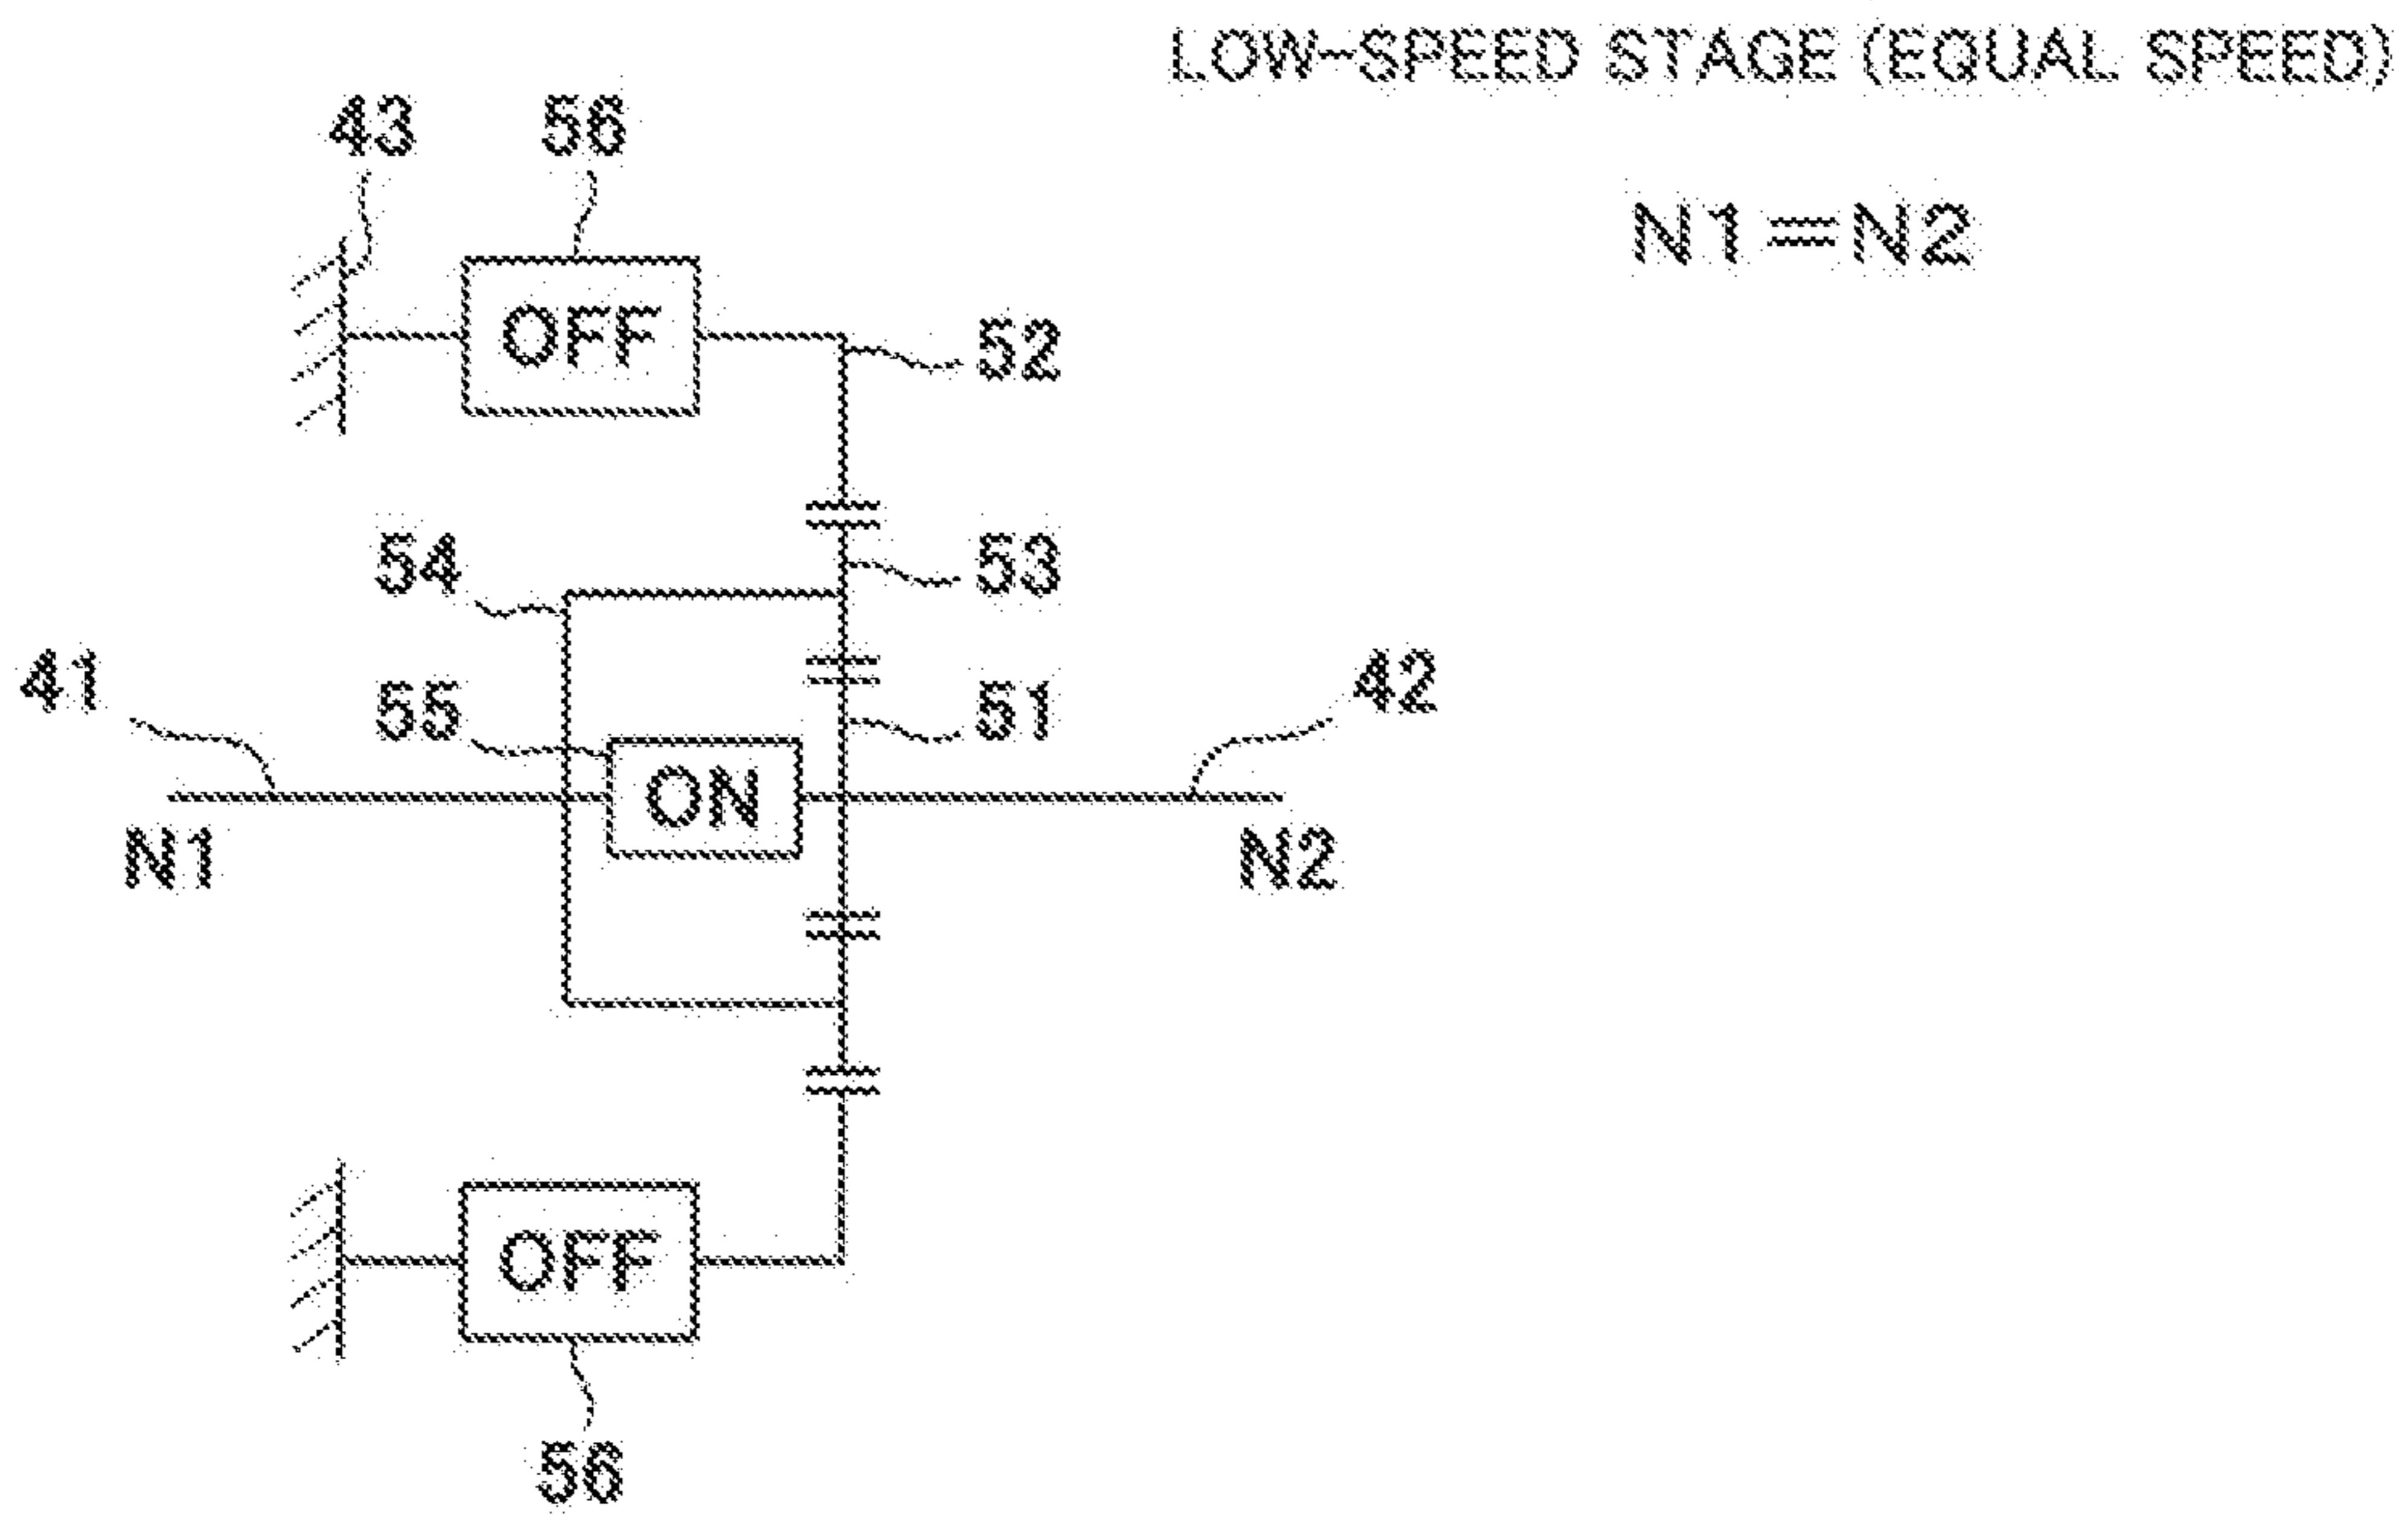 LOW-SPEED STAGE (EQUAL SPEED)
43
56
N1=N2
OFF
52
54
53
41
55
51
42
ON
N1
N2
OFF
56